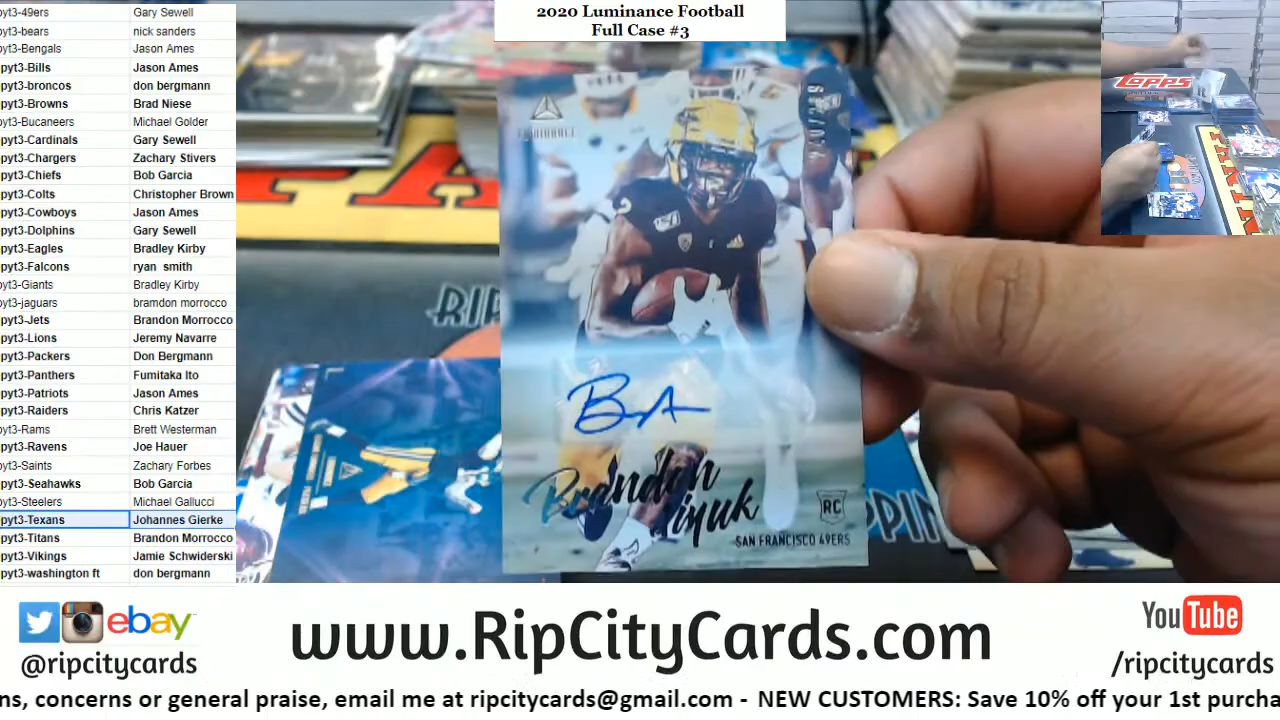 2020 Luminance Football
Full Case #3
pyt3-49ers Gary Sewell
pyt3-bears nick sanders
pyt3-Bengals Jason Ames
pyt3-Bills Jason Ames
pyt3-broncos don bergmann
pyt3-Browns Brad Niese
pyt3-Bucaneers Michael Golder
pyt3-Cardinals Gary Sewell
pyt3-Chargers Zachary Stivers
pyt3-Chiefs Bob Garcia
pyt3-Colts Christopher Brown
pyt3-Cowboys Jason Ames
pyt3-Dolphins Gary Sewell
pyt3-Eagles Bradley Kirby
pyt3-Falcons ryan smith
pyt3-Giants Bradley Kirby
pyt3-jaguars bramdon morrocco
pyt3-Jets Brandon Morrocco
pyt3-Lions Jeremy Navarre
pyt3-Packers Don Bergmann
pyt3-Panthers Fumitaka Ito
pyt3-Patriots Jason Ames
pyt3-Raiders Chris Katzer
pyt3-Rams Brett Westerman
pyt3-Ravens Joe Hauer
pyt3-Saints Zachary Forbes
pyt3-Seahawks Bob Garcia
pyt3-Steelers Michael Gallucci
pyt3-Texans Johannes Gierke
pyt3-Titans Brandon Morrocco
pyt3-Vikings Jamie Schwiderski
pyt3-washington ft don bergmann
LUMINANCE
2
BA
Brandon
Aiyuk
RC
SAN FRANCISCO 49ERS
RIP
PPIN
TOPPS
ebay
@ripcitycards
www.RipCityCards.com
You Tube
/ripcitycards
ns, concerns or general praise, email me at ripcitycards@gmail.com - NEW CUSTOMERS: Save 10% off your 1st purcha